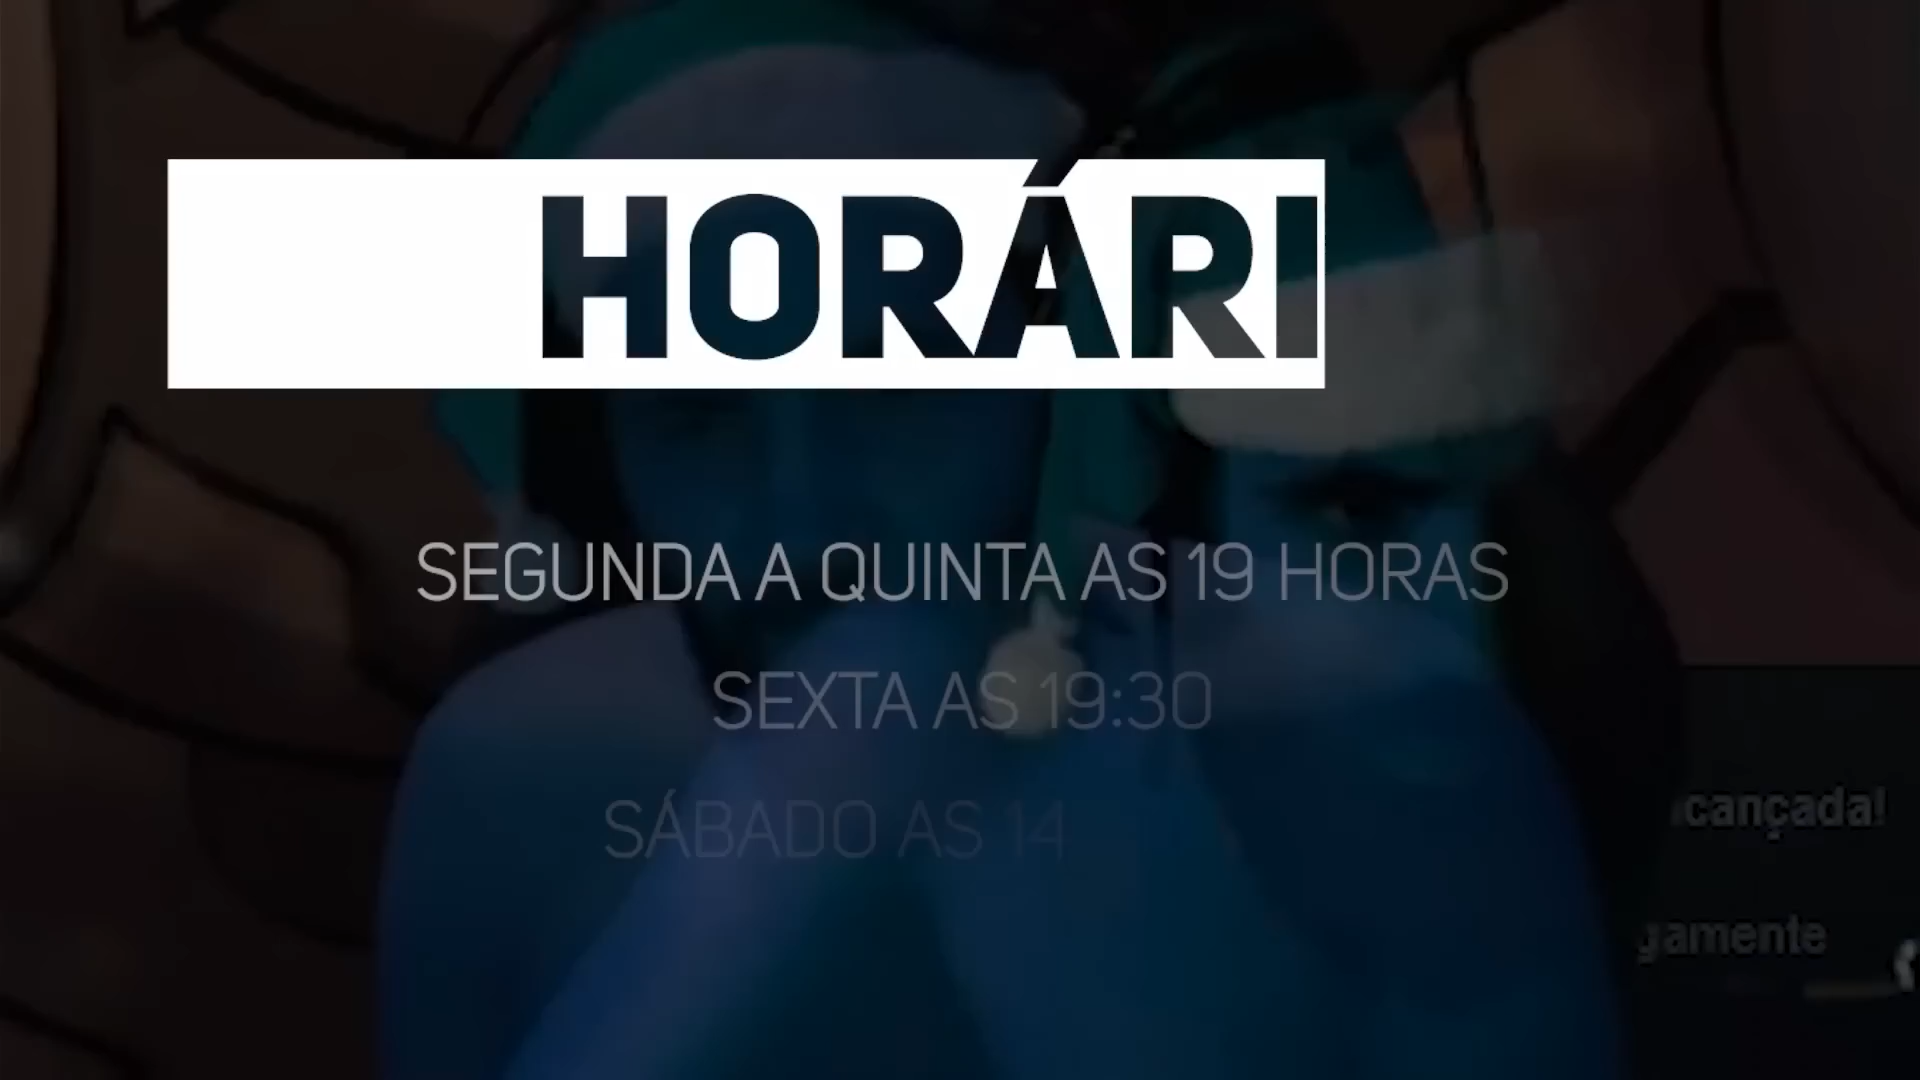 HORÁRI
SEGUNDA A QUINTA AS 19 HORAS
SEXTA AS 19:30
SÁBADO AS 14
cançada!
gamente